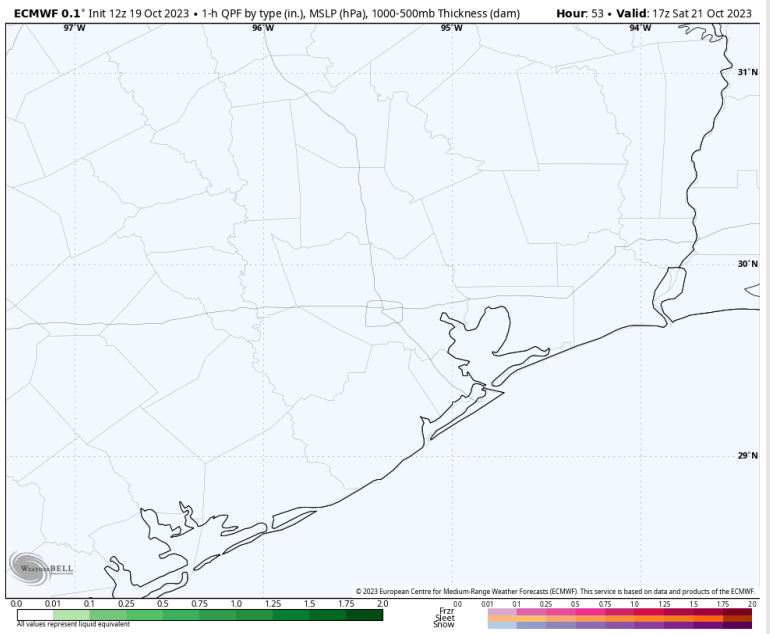 ECMWF 0.1° Init 12z 19 Oct 2023 • 1-h QPF by type (in.), MSLP (hPa), 1000-500mb Thickness (dam) Hour: 53 • Valid: 17z Sat 21 Oct 2023
97°W 96°W 95°W 94°W
31°N
30°N
29°N
WEATHERBELL
© 2023 European Centre for Medium-Range Weather Forecasts (ECMWF). This service is based on data and products of the ECMWF.
0.0 0.01 0.1 0.25 0.5 0.75 1.0 1.25 1.5 1.75 2.0 0.0 0.01 0.1 0.25 0.5 0.75 1.0 1.25 1.5 1.75 2.0
Frzr
Sleet
Snow
All values represent liquid equivalent